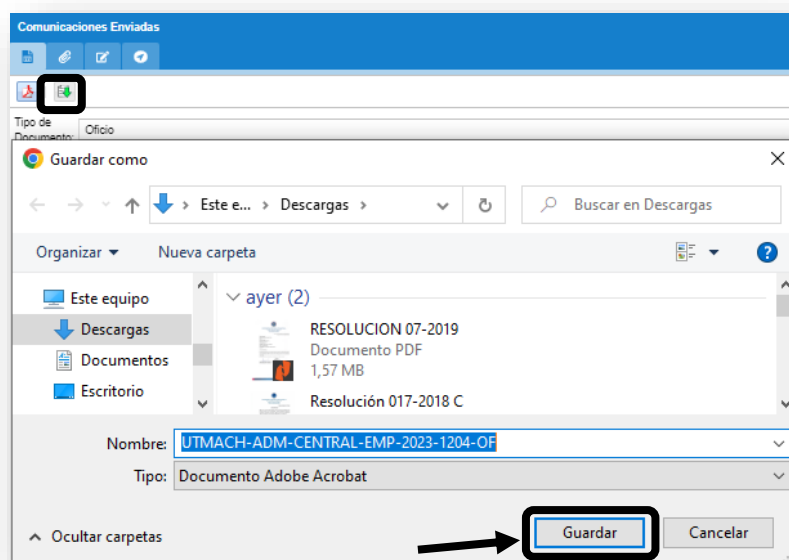 Comunicaciones Enviadas
Tipo de
Documento: Oficio
Guardar como
Este e... > Descargas >
Buscar en Descargas
Organizar
Nueva carpeta
Este equipo
Descargas
Documentos
Escritorio
ayer (2)
RESOLUCION 07-2019
Documento PDF
1,57 MB
Resolución 017-2018 C
Nombre: UTMACH-ADM-CENTRAL-EMP-2023-1204-OF
Tipo: Documento Adobe Acrobat
Ocultar carpetas
Guardar
Cancelar